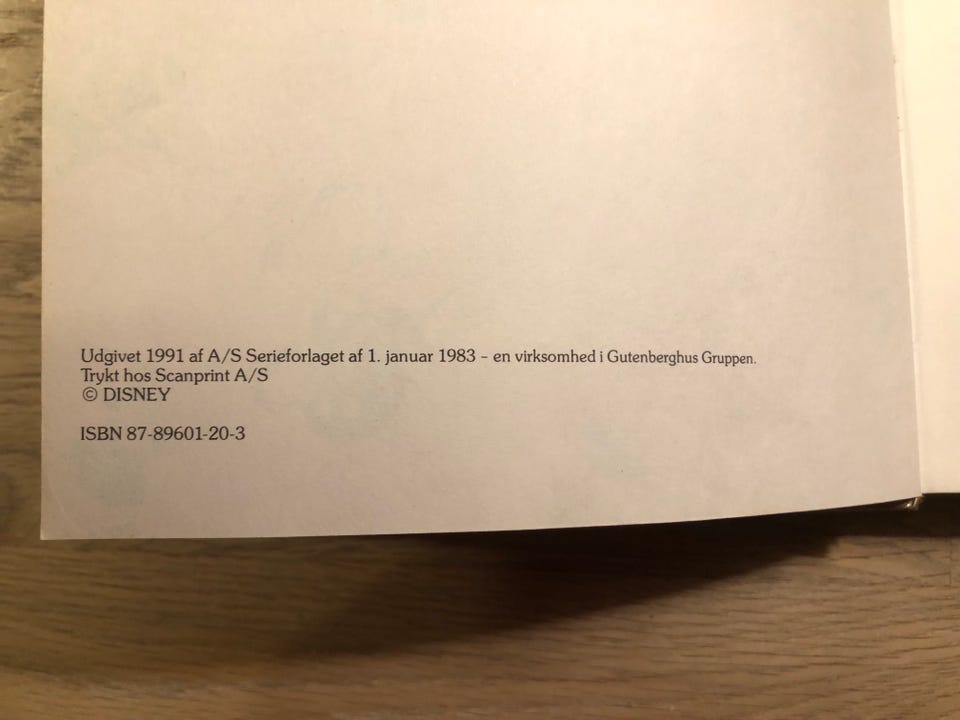 Udgivet 1991 af A/S Serieforlaget af 1. januar 1983 – en virksomhed i Gutenberghus Gruppen.
Trykt hos Scanprint A/S
© DISNEY
ISBN 87-89601-20-3